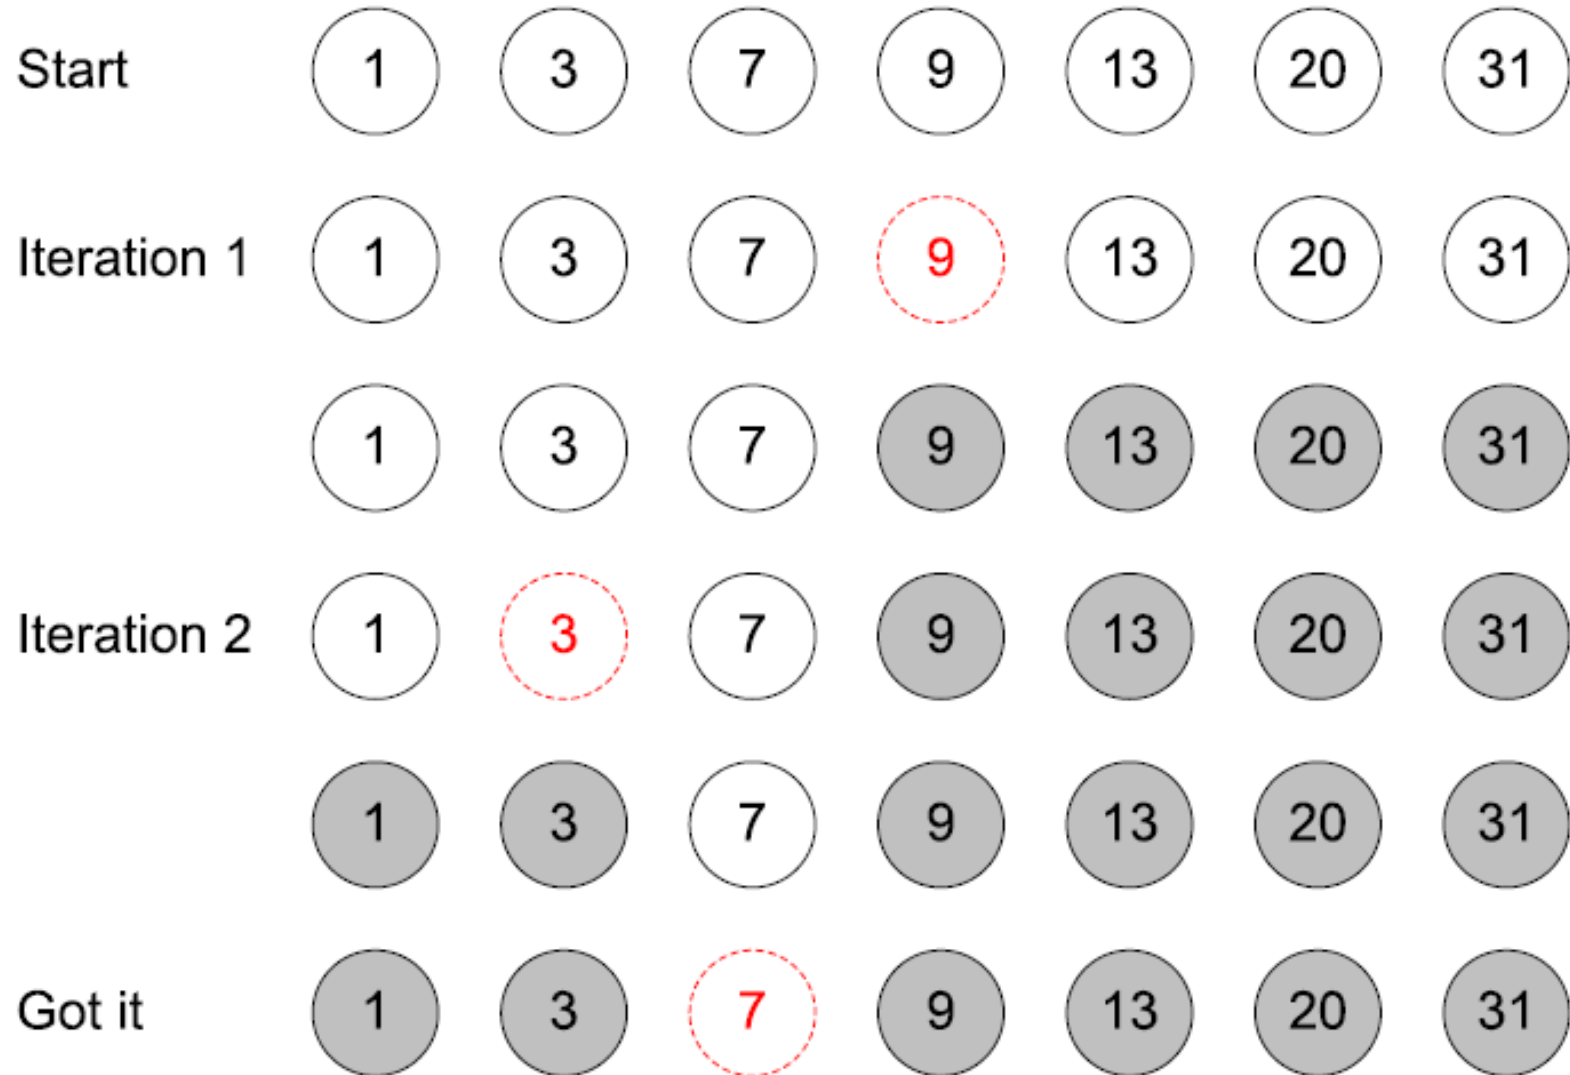 Start 1 3 7 9 13 20 31
Iteration 1 1 3 7 9 13 20 31
1 3 7 9 13 20 31
Iteration 2 1 3 7 9 13 20 31
1 3 7 9 13 20 31
Got it 1 3 7 9 13 20 31